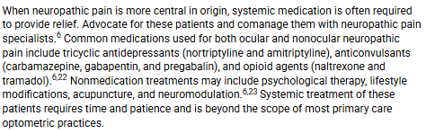 When neuropathic pain is more central in origin, systemic medication is often required
to provide relief. Advocate for these patients and comanage them with neuropathic pain
specialists.6 Common medications used for both ocular and nonocular neuropathic
pain include tricyclic antidepressants (nortriptyline and amitriptyline), anticonvulsants
(carbamazepine, gabapentin, and pregabalin), and opioid agents (naltrexone and
tramadol).6,22 Nonmedication treatments may include psychological therapy, lifestyle
modifications, acupuncture, and neuromodulation.6,23 Systemic treatment of these
patients requires time and patience and is beyond the scope of most primary care
optometric practices.